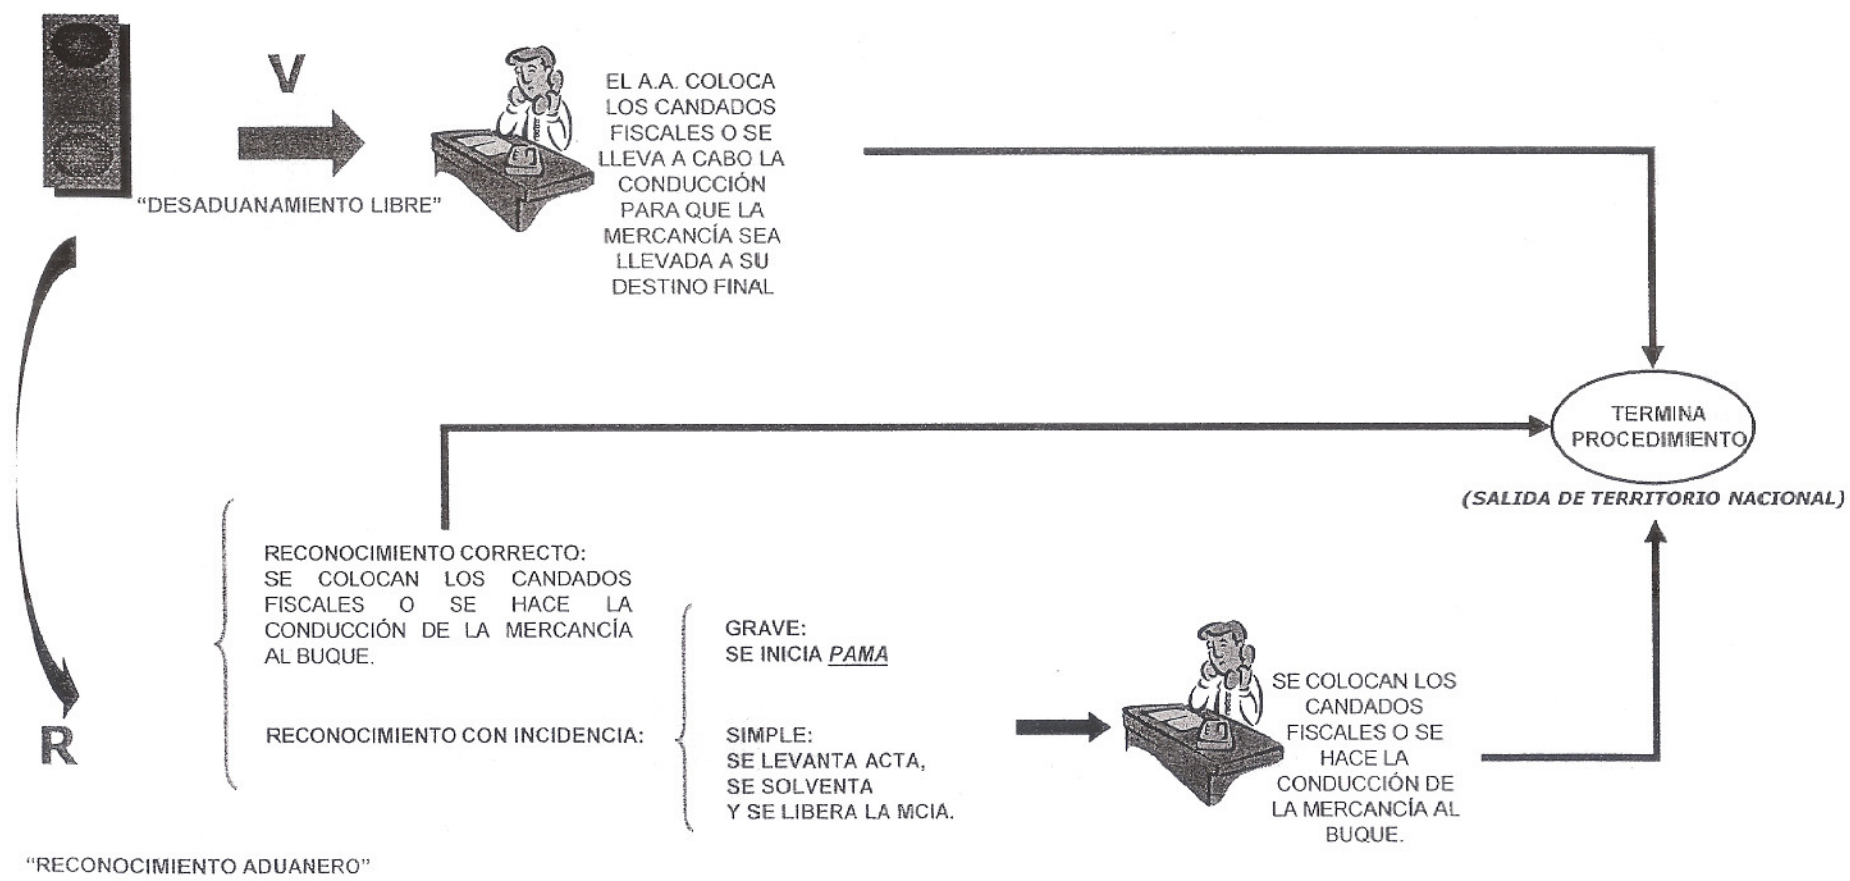 V
"DESADUANAMIENTO LIBRE"
EL A.A. COLOCA
LOS CANDADOS
FISCALES O SE
LLEVA A CABO LA
CONDUCCIÓN
PARA QUE LA
MERCANCÍA SEA
LLEVADA A SU
DESTINO FINAL
TERMINA
PROCEDIMIENTO
(SALIDA DE TERRITORIO NACIONAL)
R
RECONOCIMIENTO CORRECTO:
SE COLOCAN LOS CANDADOS
FISCALES O SE HACE LA
CONDUCCIÓN DE LA MERCANCÍA
AL BUQUE.
RECONOCIMIENTO CON INCIDENCIA:
GRAVE:
SE INICIA PAMA
SIMPLE:
SE LEVANTA ACTA,
SE SOLVENTA
Y SE LIBERA LA MCIA.
SE COLOCAN LOS
CANDADOS
FISCALES O SE
HACE LA
CONDUCCIÓN DE
LA MERCANCÍA AL
BUQUE.
"RECONOCIMIENTO ADUANERO"